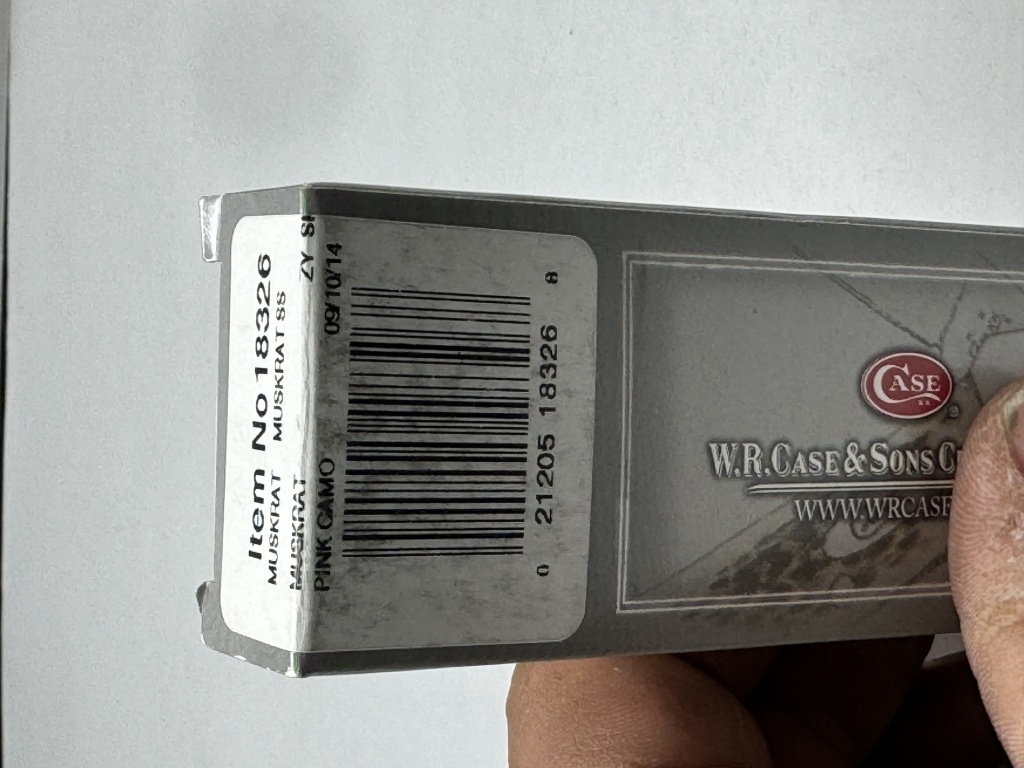 Item No 18326
MUSKRAT MUSKRAT SS
MUSKRAT ZY
PINK CAMO 09/10/14
0 21205 18326 8
CASE
XX
®
W.R.CASE & SONS
WWW.WRCASE